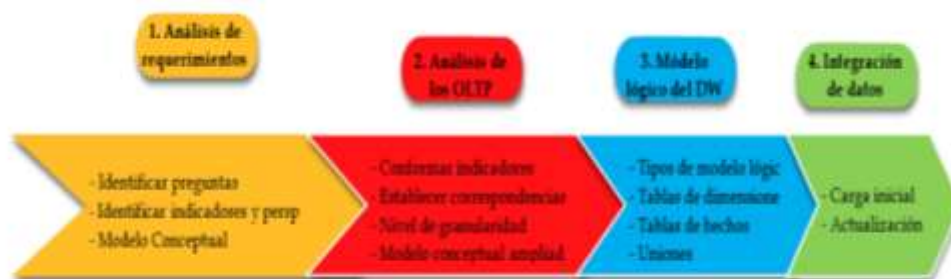 1. Análisis de
requerimientos
2. Análisis de
los OLTP
3. Módelo
lógico del DW
4. Integración
de datos
- Identificar preguntas
- Identificar indicadores y persp
- Modelo Conceptual
- Conformar indicadores
- Establecer correspondencias
- Nivel de granularidad
- Modelo conceptual ampliad.
- Tipos de modelo lógic
- Tablas de dimensione
- Tablas de hechos
- Uniones
- Carga inicial
- Actualización